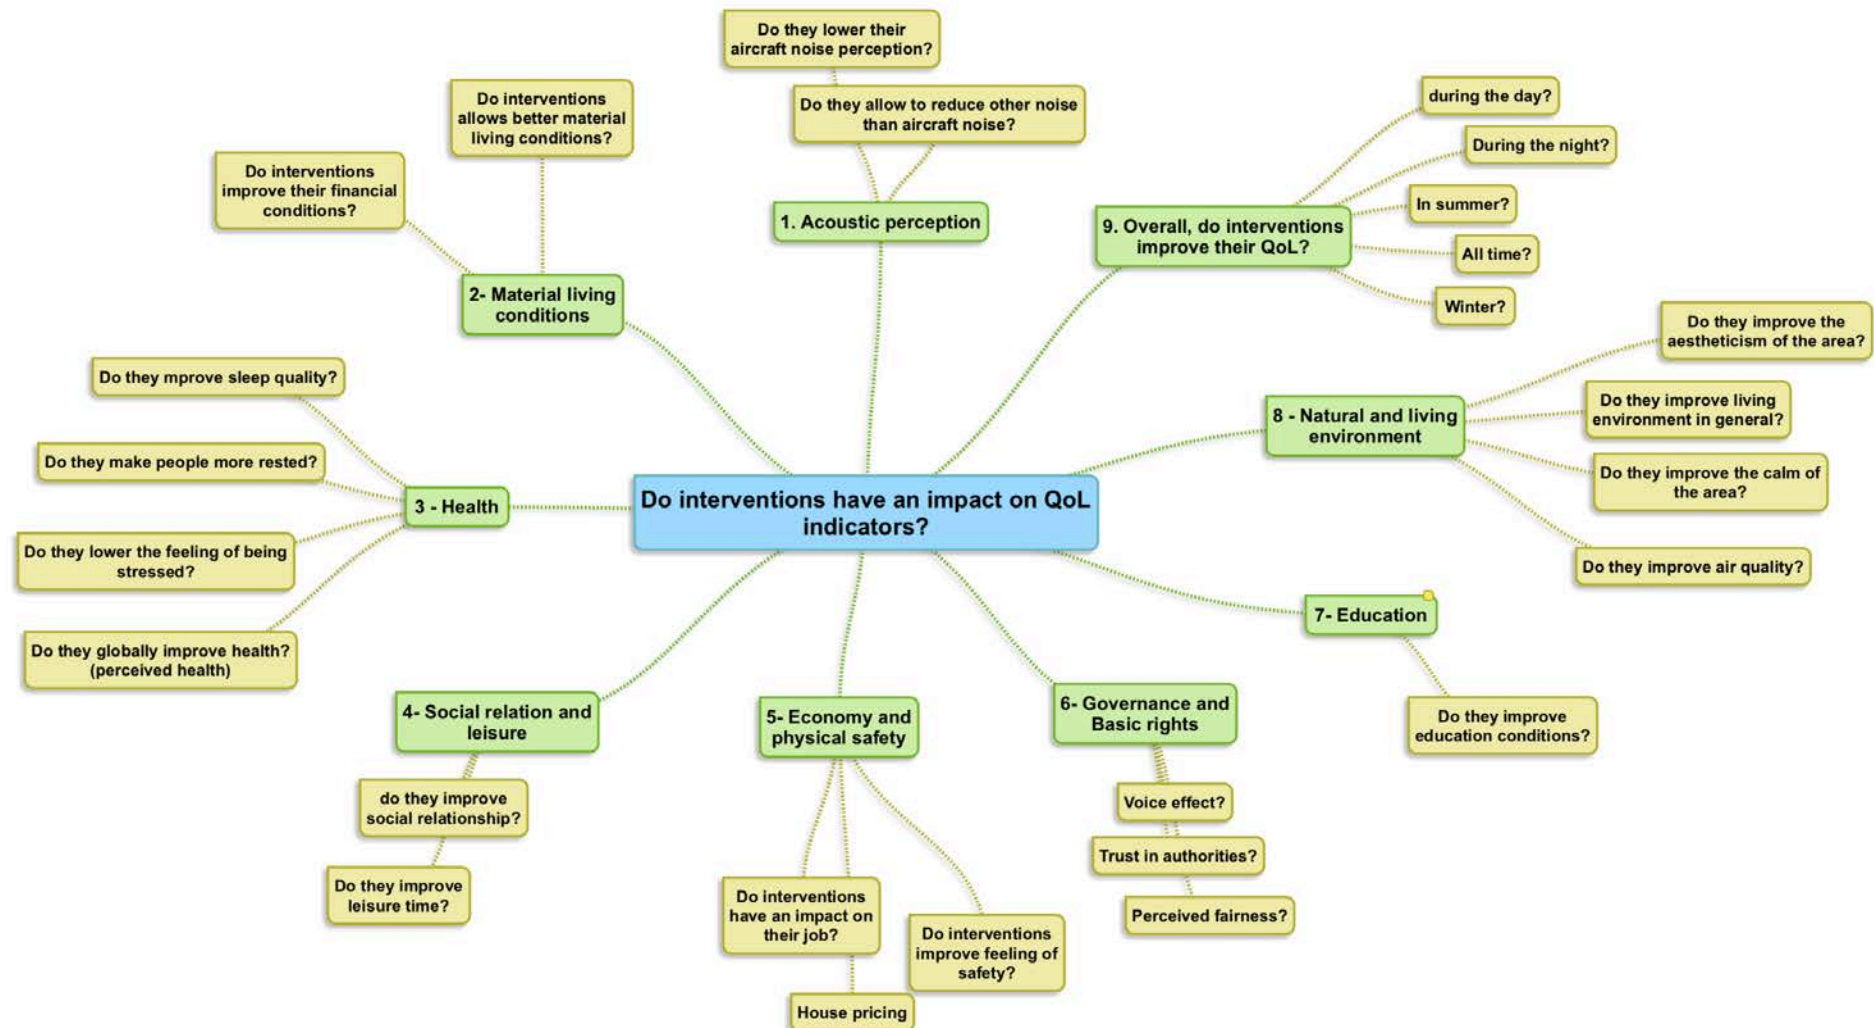 Do interventions have an impact on QoL
indicators?
1. Acoustic perception
Do they lower their
aircraft noise perception?
Do they allow to reduce other noise
than aircraft noise?
2- Material living
conditions
Do interventions
allows better material
living conditions?
Do interventions
improve their financial
conditions?
3 - Health
Do they mprove sleep quality?
Do they make people more rested?
Do they lower the feeling of being
stressed?
Do they globally improve health?
(perceived health)
4- Social relation and
leisure
do they improve
social relationship?
Do they improve
leisure time?
5- Economy and
physical safety
Do interventions
have an impact on
their job?
House pricing
Do interventions
improve feeling of
safety?
6- Governance and
Basic rights
Voice effect?
Trust in authorities?
Perceived fairness?
7- Education
Do they improve
education conditions?
8 - Natural and living
environment
Do they improve the
aestheticism of the area?
Do they improve living
environment in general?
Do they improve the calm of
the area?
Do they improve air quality?
9. Overall, do interventions
improve their QoL?
during the day?
During the night?
In summer?
All time?
Winter?